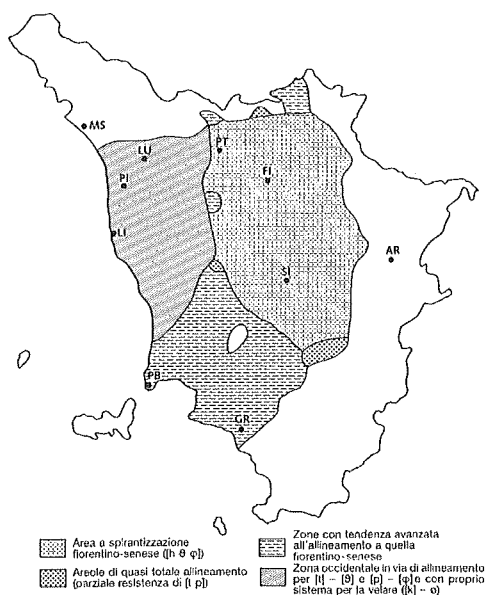 MS
LU
PT
PI
FI
LI
AR
SI
PB
GR
Area a spirantizzazione
fiorentino-senese ([h θ φ])
Areole di quasi totale allineamento
(parziale resistenza di [t p])
Zone con tendenza avanzata
all'allineamento a quella
fiorentino-senese
Zona occidentale in via di allineamento
per [t] – [θ] e [p] – [φ] e con proprio
sistema per la velare ([k] – ø)